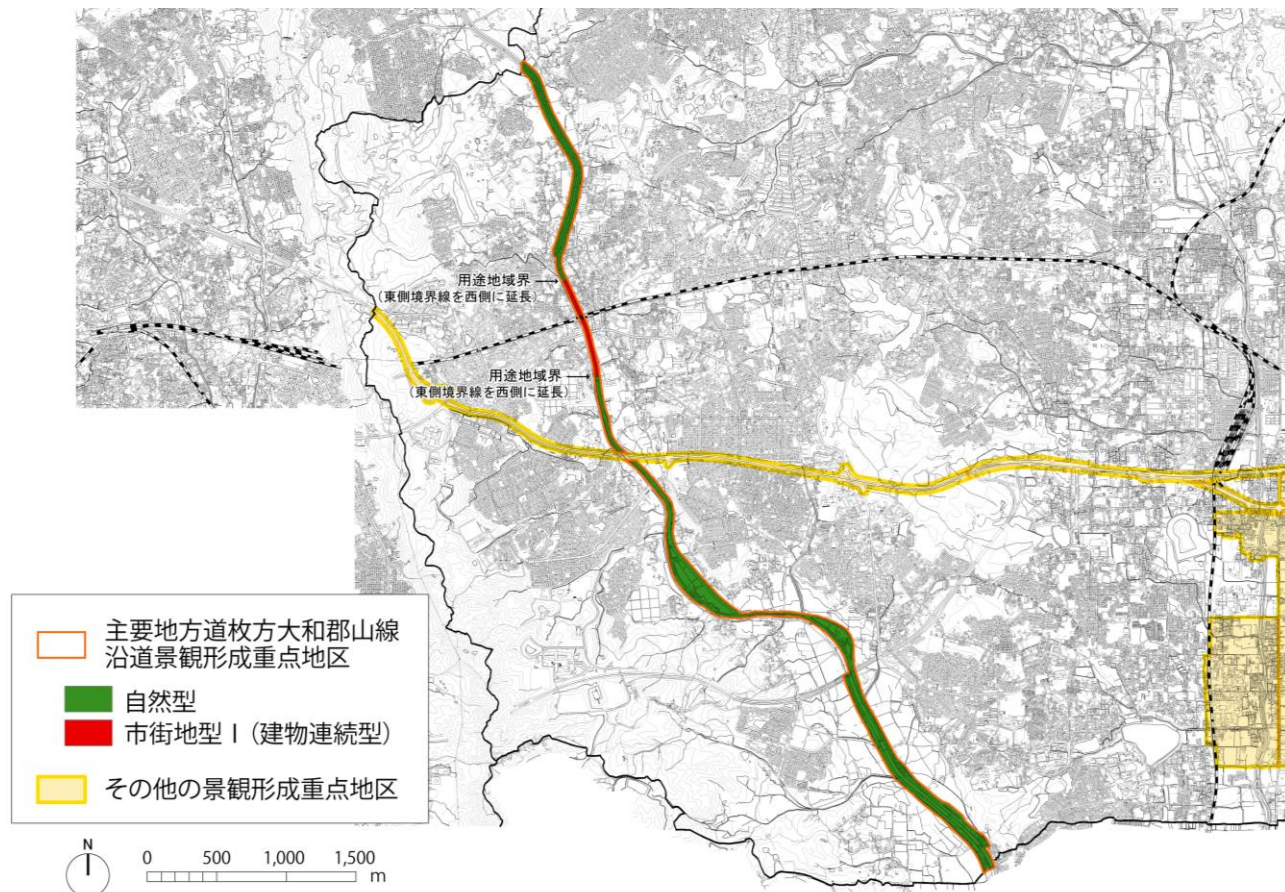 用途地域界
(東側境界線を西側に延長)
用途地域界
(東側境界線を西側に延長)
主要地方道枚方大和郡山線
沿道景観形成重点地区
自然型
市街地型Ⅰ(建物連続型)
その他の景観形成重点地区
N
0 500 1,000 1,500
m